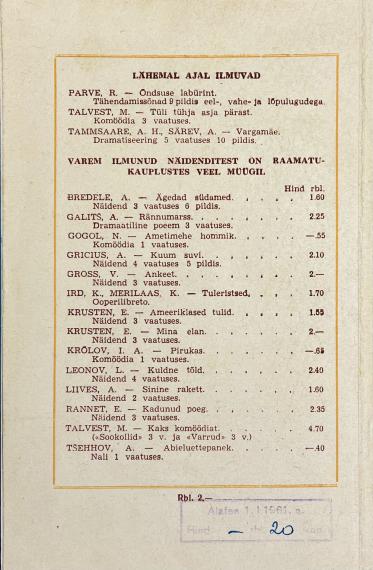 LÄHEMAL AJAL ILMUVAD
PARVE, R. — Õndsuse labürint.
Tähendamissõnad 9 pildis eel-, vahe- ja lõpulugudega.
TALVEST, M. — Tüli tühja asja pärast.
Komöödia 3 vaatuses.
TAMMSAARE, A. H., SÄREV, A. — Vargamäe.
Dramatiseering 5 vaatuses 10 pildis.
VAREM ILMUNUD NÄIDENDITEST ON RAAMATU-
KAUPLUSTES VEEL MÜÜGIL
Hind rbl.
BREDELE, A. — Ägedad südamed. . . . . 1.60
Näidend 3 vaatuses 6 pildis.
GALITS, A. — Rännumarss. . . . . . . 2.25
Dramaatiline poeem 3 vaatuses.
GOGOL, N. — Ametimehe hommik. . . . . —.55
Komöödia 1 vaatuses.
GRICIUS, A. — Kuum suvi. . . . . . . 2.10
Näidend 4 vaatuses 5 pildis.
GROSS, V. — Ankeet. . . . . . . . . 2.—
Näidend 3 vaatuses.
IRD, K., MERILAAS, K. — Tuleristsed. . . . 1.70
Ooperilibreto.
KRUSTEN, E. — Ameeriklased tulid. . . . . 1.55
Näidend 3 vaatuses.
KRUSTEN, E. — Mina elan. . . . . . . 2.—
Näidend 3 vaatuses.
KRÕLOV, I. A. — Pirukas. . . . . . . —.65
Komöödia 1 vaatuses.
LEONOV, L. — Kuldne tõld. . . . . . . 2.40
Näidend 4 vaatuses.
LIIVES, A. — Sinine rakett. . . . . . . 1.60
Näidend 2 vaatuses.
RANNET, E. — Kadunud poeg. . . . . . 2.35
Näidend 3 vaatuses.
TALVEST, M. — Kaks komöödiat. . . . . 4.70
(«Sookollid» 3 v. ja «Varrud» 3 v.)
TŠEHHOV, A. — Abieluettepanek. . . . . —.40
Nali 1 vaatuses.
Rbl. 2.—
Alates 1. I 1961. a.
Hind — 20 kop.